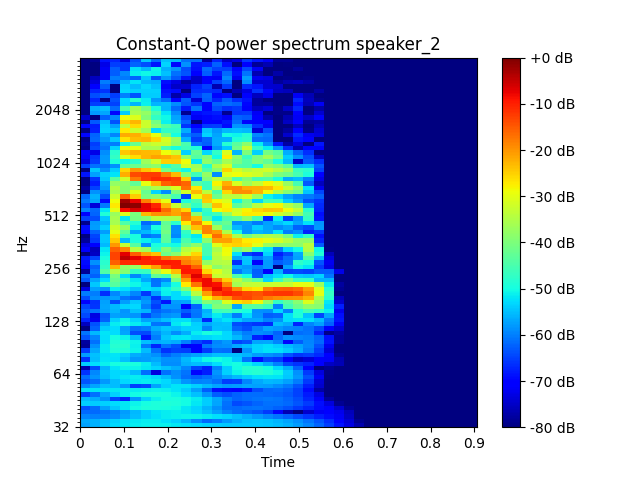 Constant-Q power spectrum speaker_2
Hz
2048
1024
512
256
128
64
32
0
0.1
0.2
0.3
0.4
0.5
0.6
0.7
0.8
0.9
Time
+0 dB
-10 dB
-20 dB
-30 dB
-40 dB
-50 dB
-60 dB
-70 dB
-80 dB